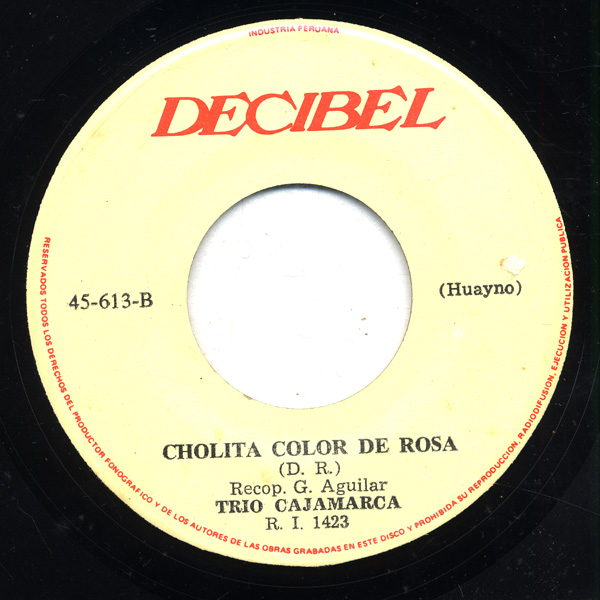 INDUSTRIA PERUANA
DECIBEL
45-613-B
(Huayno)
CHOLITA COLOR DE ROSA
(D. R.)
Recop. G. Aguilar
TRIO CAJAMARCA
R. I. 1423
RESERVADOS TODOS LOS DERECHOS DEL PRODUCTOR FONOGRAFICO Y DE LOS AUTORES DE LAS OBRAS GRABADAS EN ESTE DISCO Y PROHIBIDA SU REPRODUCCION, RADIODIFUSION, EJECUCION Y UTILIZACION PUBLICA